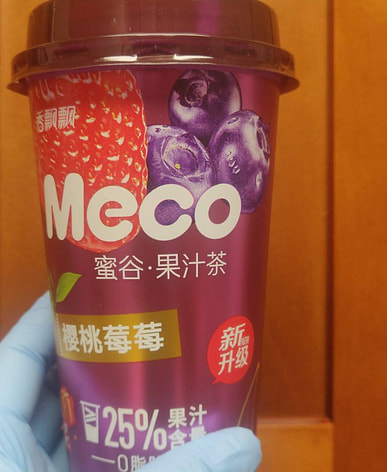 香飘飘
Meco
蜜谷·果汁茶
樱桃莓莓
新
升级
25%果汁
含量
0脂肪